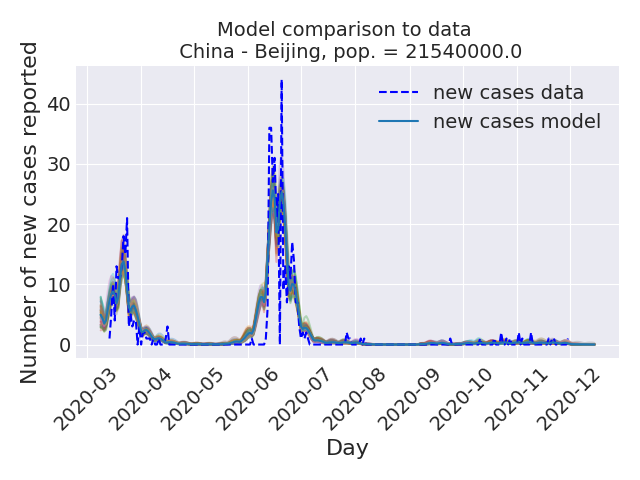 Model comparison to data
China - Beijing, pop. = 21540000.0
Number of new cases reported
40
30
20
10
0
new cases data
new cases model
2020-03
2020-04
2020-05
2020-06
2020-07
2020-08
2020-09
2020-10
2020-11
2020-12
Day